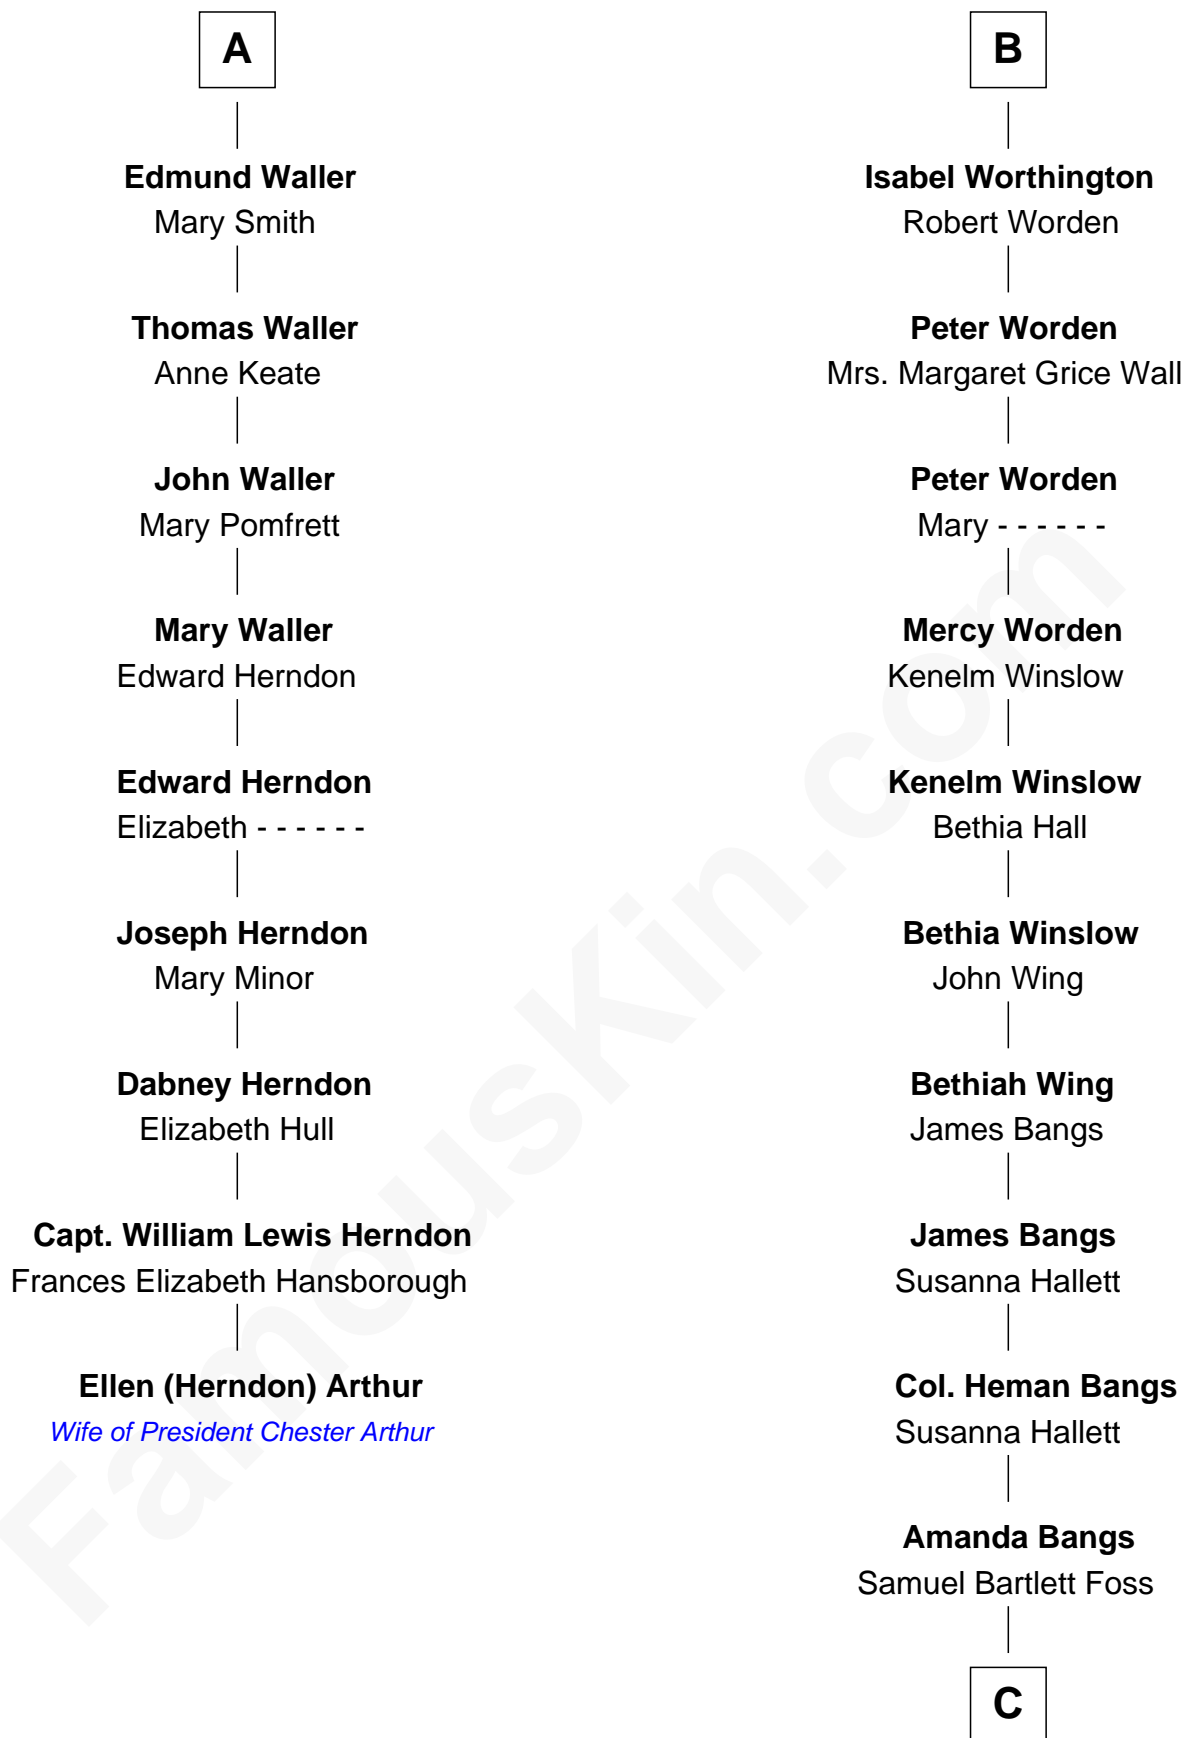 A
Edmund Waller
Mary Smith
Thomas Waller
Anne Keate
John Waller
Mary Pomfrett
Mary Waller
Edward Herndon
Edward Herndon
Elizabeth - - - - - -
Joseph Herndon
Mary Minor
Dabney Herndon
Elizabeth Hull
Capt. William Lewis Herndon
Frances Elizabeth Hansborough
Ellen (Herndon) Arthur
Wife of President Chester Arthur
B
Isabel Worthington
Robert Worden
Peter Worden
Mrs. Margaret Grice Wall
Peter Worden
Mary - - - - - -
Mercy Worden
Kenelm Winslow
Kenelm Winslow
Bethia Hall
Bethia Winslow
John Wing
Bethiah Wing
James Bangs
James Bangs
Susanna Hallett
Col. Heman Bangs
Susanna Hallett
Amanda Bangs
Samuel Bartlett Foss
C
FamousKin.com